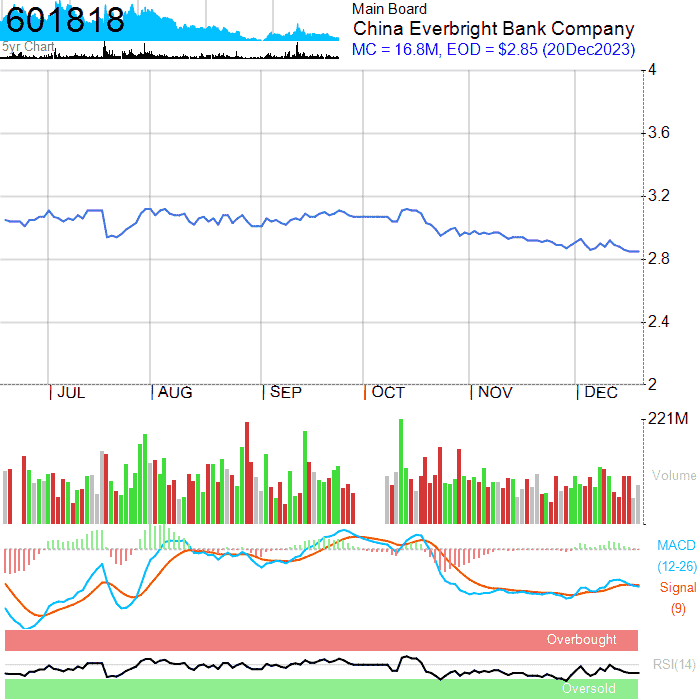 601818
5yr Chart
Main Board
China Everbright Bank Company
MC = 16.8M, EOD = $2.85 (20Dec2023)
4
3.6
3.2
2.8
2.4
2
JUL
AUG
SEP
OCT
NOV
DEC
221M
Volume
MACD
(12-26)
Signal
(9)
Overbought
RSI(14)
Oversold